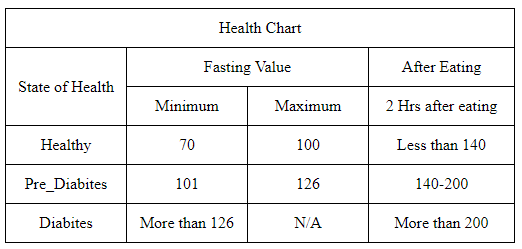 Health Chart
State of Health Fasting Value After Eating
Minimum Maximum 2 Hrs after eating
Healthy 70 100 Less than 140
Pre_Diabites 101 126 140-200
Diabites More than 126 N/A More than 200